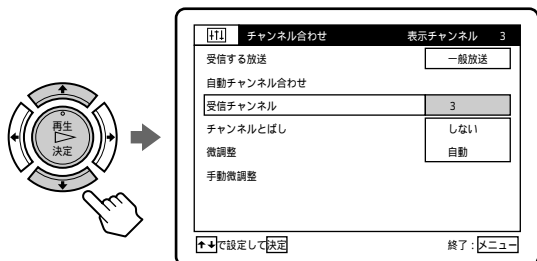 チャンネル合わせ 表示チャンネル 3
受信する放送 一般放送
自動チャンネル合わせ
受信チャンネル 3
チャンネルとばし しない
微調整 自動
手動微調整
再生
決定
で設定して決定 終了:メニュー